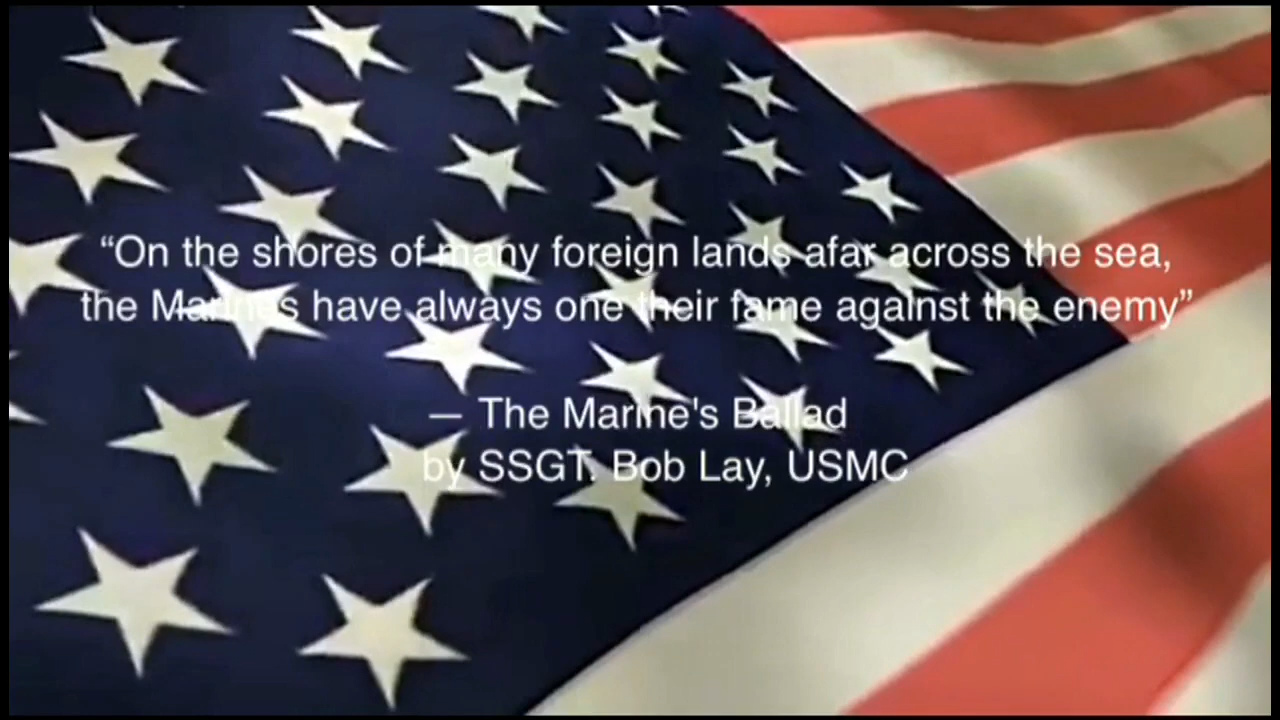 “On the shores of many foreign lands afar across the sea,
the Marines have always one their fame against the enemy”
— The Marine's Ballad
by SSGT. Bob Lay, USMC